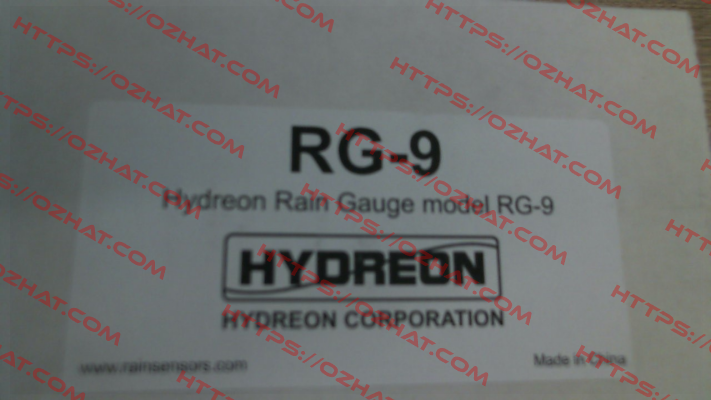 RG-9
Hydreon Rain Gauge model RG-9
HYDREON
HYDREON CORPORATION
www.rainsensors.com
Made In China
HTTPS://OZHAT.COM